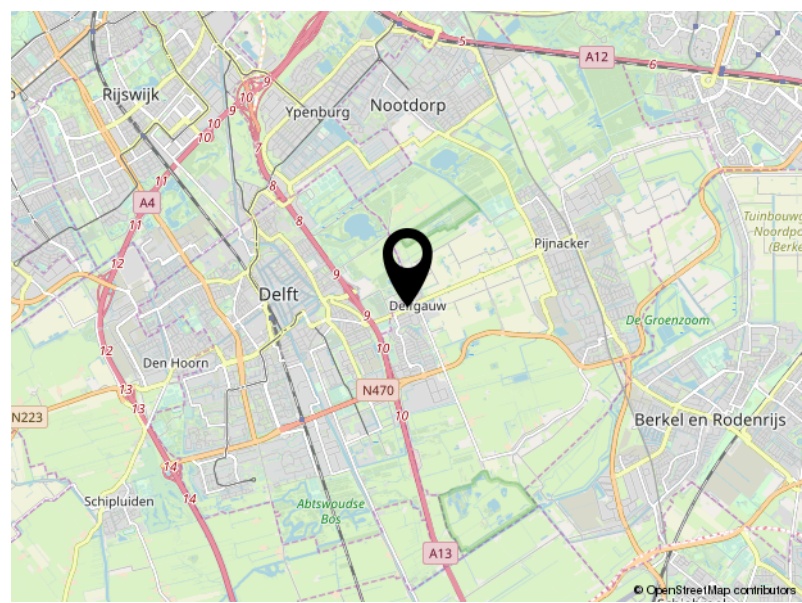 5
A12
6
9
Rijswijk
10
9
Nootdorp
Ypenburg
10
10
7
11
8
A4
11
8
Tuinbouwg
Noordpo
(Berke
Pijnacker
12
9
Delft
Delfgauw
9
De Groenzoom
12
10
Den Hoorn
13
N470
13
N223
10
Berkel en Rodenrijs
14
14
Schipluiden
Abtswoudse
Bos
A13
© OpenStreetMap contributors